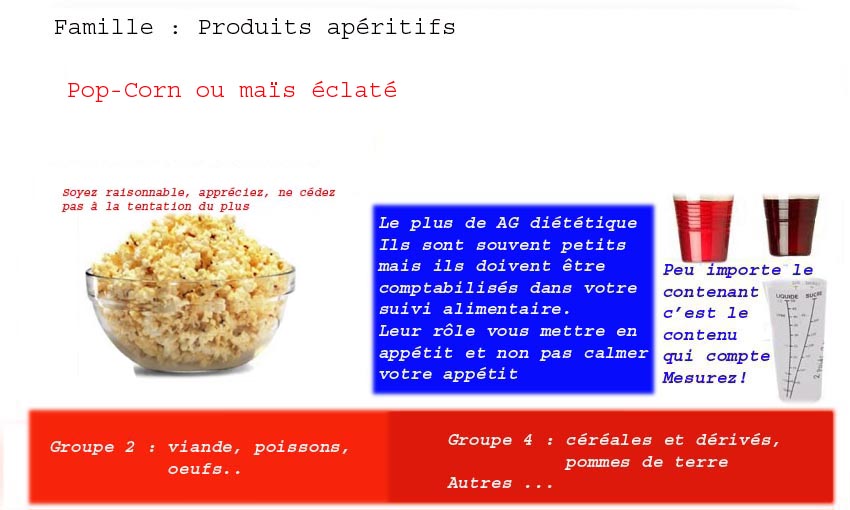 Famille : Produits apéritifs
Pop-Corn ou maïs éclaté
Soyez raisonnable, appréciez, ne cédez
pas à la tentation du plus
Le plus de AG diététique
Ils sont souvent petits
mais ils doivent être
comptabilisés dans votre
suivi alimentaire.
Leur rôle vous mettre en
appétit et non pas calmer
votre appétit
Peu importe le
contenant
c’est le
contenu
qui compte
Mesurez!
LIQUIDE SUCRE
Groupe 2 : viande, poissons,
oeufs..
Groupe 4 : céréales et dérivés,
pommes de terre
Autres ...